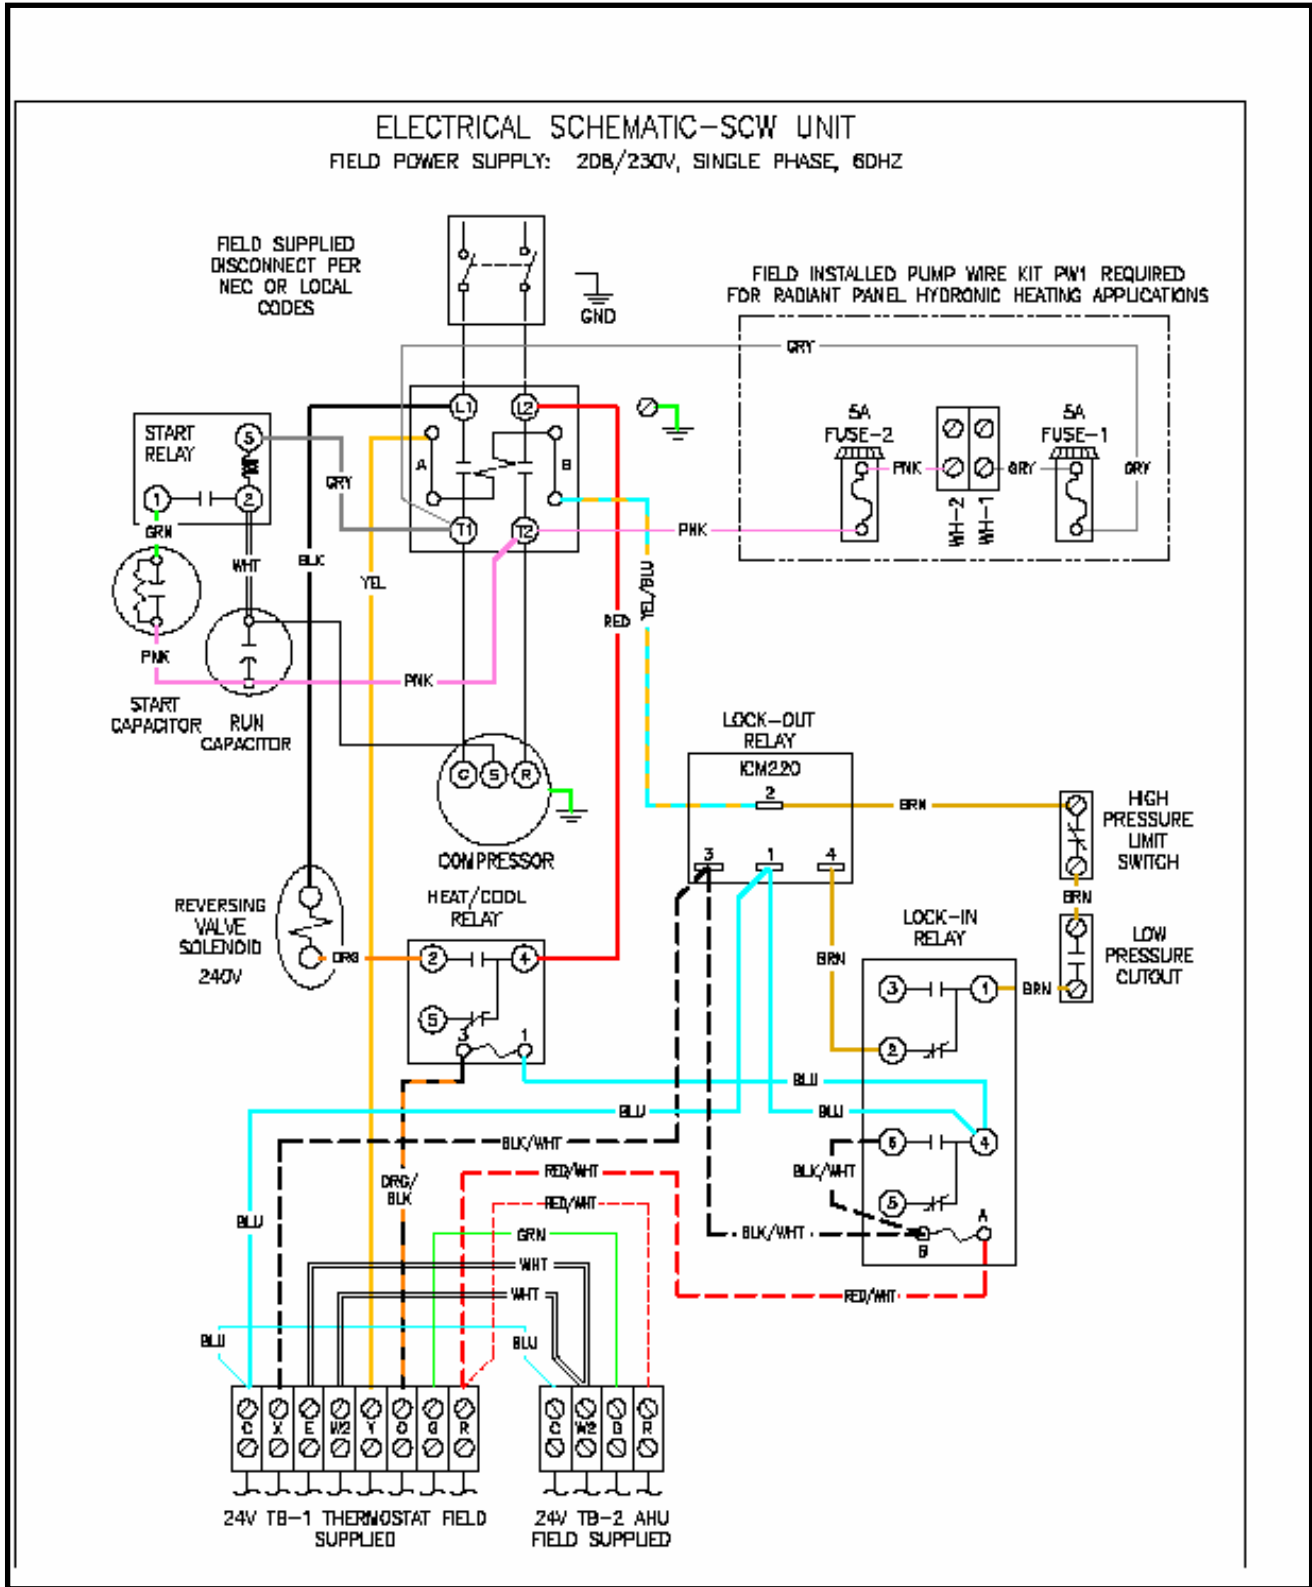 ELECTRICAL SCHEMATIC-SCW UNIT
FIELD POWER SUPPLY: 208/230V, SINGLE PHASE, 60HZ
FIELD SUPPLIED
DISCONNECT PER
NEC OR LOCAL
CODES
GND
FIELD INSTALLED PUMP WIRE KIT PW1 REQUIRED
FOR RADIANT PANEL HYDRONIC HEATING APPLICATIONS
GRY
L1
L2
START
RELAY
5
1
2
A
B
GRY
5A
FUSE-2
5A
FUSE-1
PNK
GRY
GRY
WH-2
WH-1
T1
T2
PNK
GRN
WHT
BLK
YEL
RED
YEL/BLU
PNK
PNK
START
CAPACITOR
RUN
CAPACITOR
C
S
R
COMPRESSOR
LOCK-OUT
RELAY
ICM220
2
3
1
4
BRN
HIGH
PRESSURE
LIMIT
SWITCH
BRN
LOW
PRESSURE
CUTOUT
REVERSING
VALVE
SOLENOID
240V
ORG
HEAT/COOL
RELAY
2
4
5
3
1
BRN
LOCK-IN
RELAY
3
1
BRN
2
BLU
BLU
BLU
6
4
BLK/WHT
BLK/WHT
5
A
B
BLK/WHT
RED/WHT
RED/WHT
ORG/
BLK
BLU
GRN
WHT
WHT
RED/WHT
BLU
BLU
C
X
E
W2
Y
O
G
R
C
W2
G
R
24V TB-1 THERMOSTAT FIELD
SUPPLIED
24V TB-2 AHU
FIELD SUPPLIED